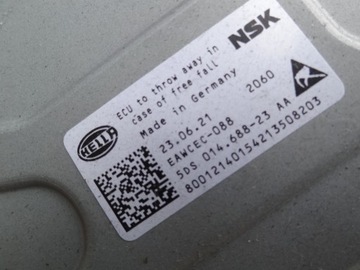 NSK
ECU to throw away in
case of free fall
Made in Germany
2060
HELLA
23.06.21
EAWCEC-088
5DS 014.688-23 AA
80012140154213508203